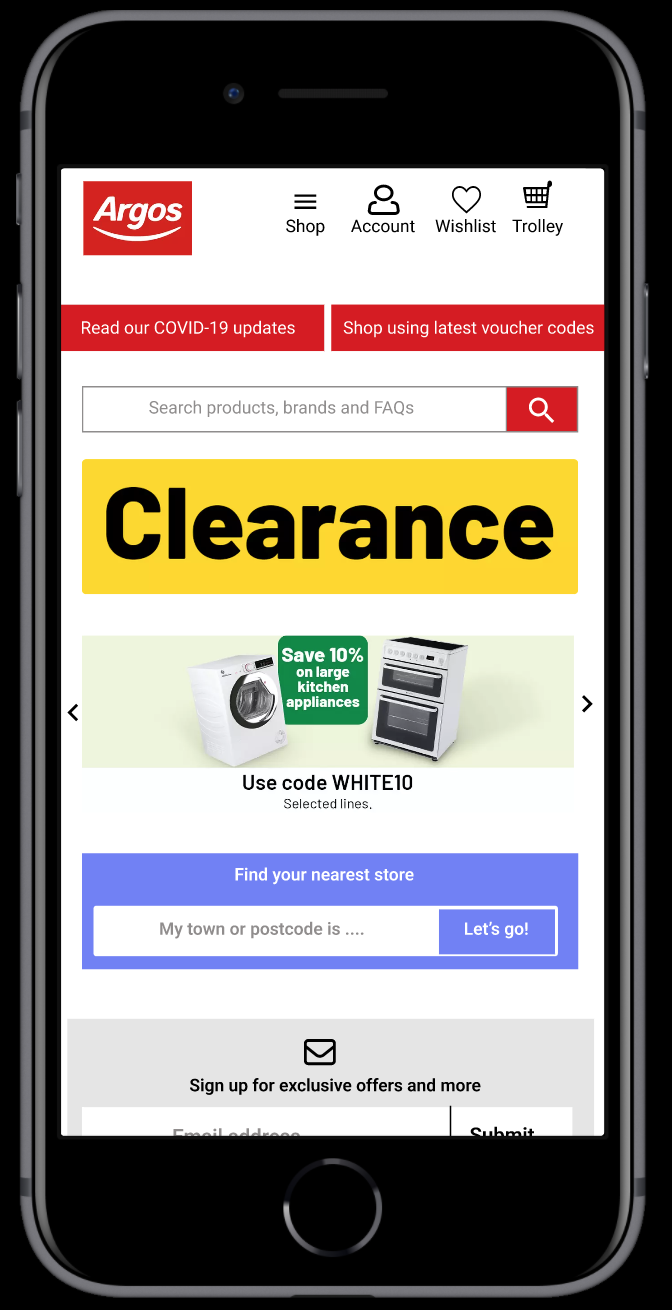 Argos
Shop Account Wishlist Trolley
Read our COVID-19 updates
Shop using latest voucher codes
Search products, brands and FAQs
Clearance
Save 10%
on large
kitchen
appliances
Use code WHITE10
Selected lines.
Find your nearest store
My town or postcode is ....
Let's go!
Sign up for exclusive offers and more
Email address
Submit